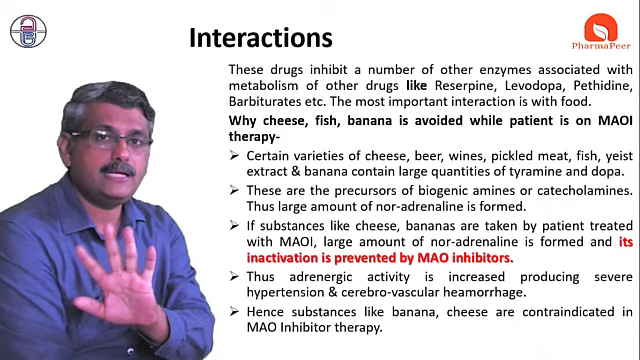 Interactions
PharmaPeer
These drugs inhibit a number of other enzymes associated with
metabolism of other drugs like Reserpine, Levodopa, Pethidine,
Barbiturates etc. The most important interaction is with food.
Why cheese, fish, banana is avoided while patient is on MAOI
therapy-
➢ Certain varieties of cheese, beer, wines, pickled meat, fish, yeist
extract & banana contain large quantities of tyramine and dopa.
➢ These are the precursors of biogenic amines or catecholamines.
Thus large amount of nor-adrenaline is formed.
➢ If substances like cheese, bananas are taken by patient treated
with MAOI, large amount of nor-adrenaline is formed and its
inactivation is prevented by MAO inhibitors.
➢ Thus adrenergic activity is increased producing severe
hypertension & cerebro-vascular heamorrhage.
➢ Hence substances like banana, cheese are contraindicated in
MAO Inhibitor therapy.